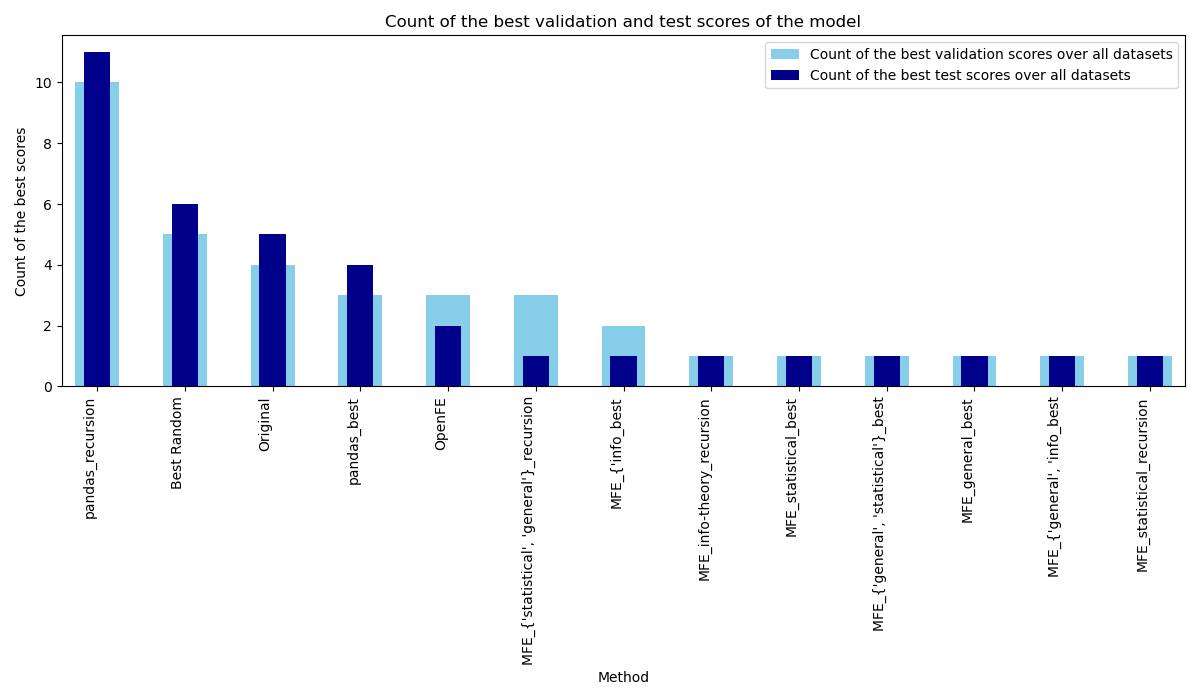 Count of the best validation and test scores of the model
Count of the best validation scores over all datasets
Count of the best test scores over all datasets
Count of the best scores
10
8
6
4
2
0
pandas_recursion
Best Random
Original
pandas_best
OpenFE
MFE_{'statistical', 'general'}_recursion
MFE_{'info_best
MFE_info-theory_recursion
MFE_statistical_best
MFE_{'general', 'statistical'}_best
MFE_general_best
MFE_{'general', 'info_best
MFE_statistical_recursion
Method